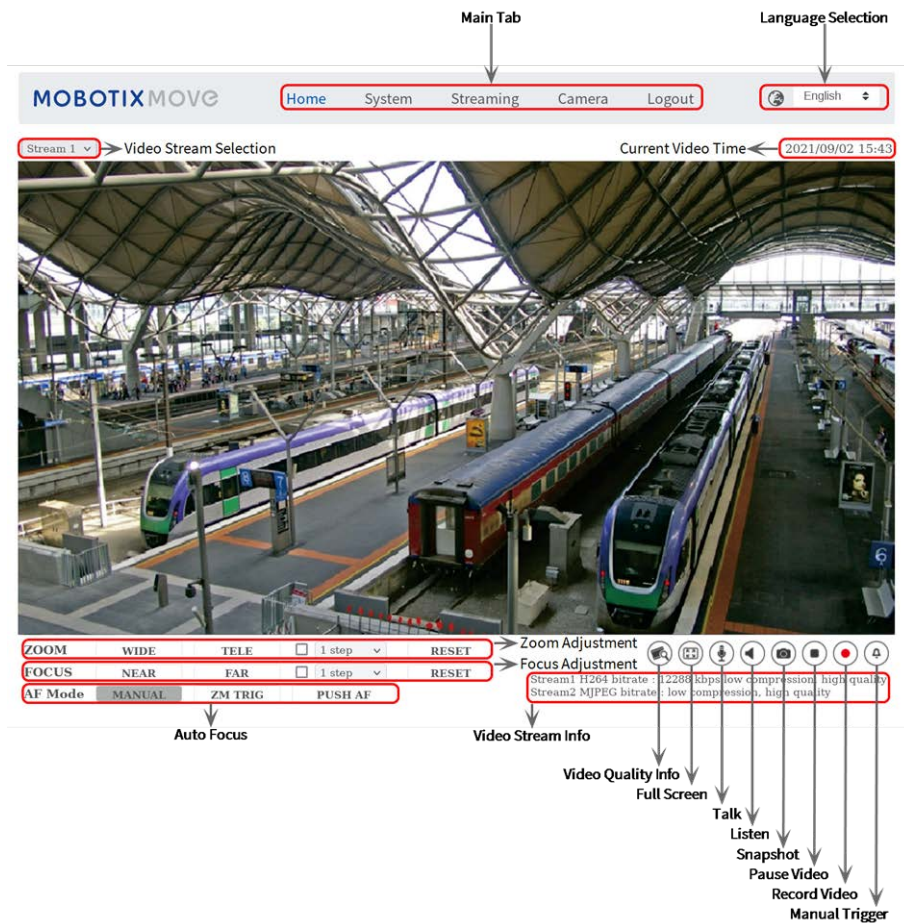 Main Tab
Language Selection
MOBOTIX MOVE
Home System Streaming Camera Logout
English
Stream 1
Video Stream Selection
Current Video Time
2021/09/02 15:43
8 7
6
6
ZOOM WIDE TELE 1 step RESET
Zoom Adjustment
FOCUS NEAR FAR 1 step RESET
Focus Adjustment
AF Mode MANUAL ZM TRIG PUSH AF
Stream1 H264 bitrate : 12288 kbps low compression, high quality
Stream2 MJPEG bitrate : low compression, high quality
Auto Focus
Video Stream Info
Video Quality Info
Full Screen
Talk
Listen
Snapshot
Pause Video
Record Video
Manual Trigger